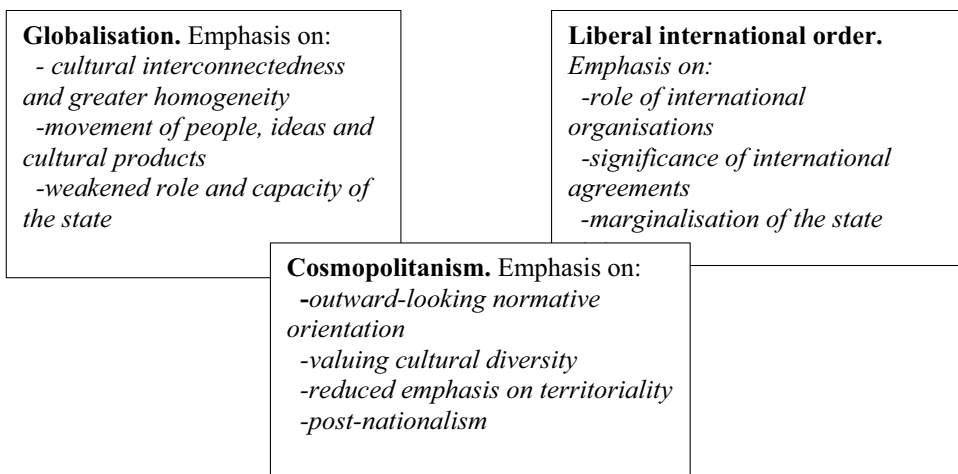 Globalisation. Emphasis on:
- cultural interconnectedness
and greater homogeneity
-movement of people, ideas and
cultural products
-weakened role and capacity of
the state
Liberal international order.
Emphasis on:
-role of international
organisations
-significance of international
agreements
-marginalisation of the state
Cosmopolitanism. Emphasis on:
-outward-looking normative
orientation
-valuing cultural diversity
-reduced emphasis on territoriality
-post-nationalism